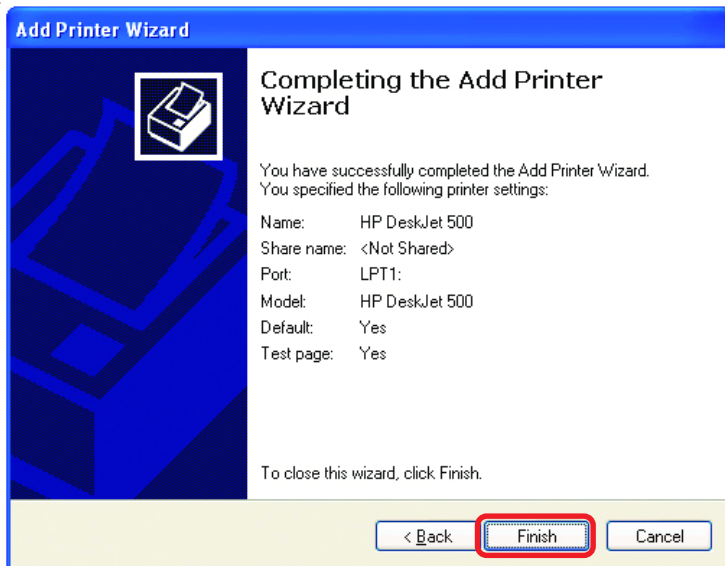 Add Printer Wizard
Completing the Add Printer
Wizard
You have successfully completed the Add Printer Wizard.
You specified the following printer settings:
Name: HP DeskJet 500
Share name: <Not Shared>
Port: LPT1:
Model: HP DeskJet 500
Default: Yes
Test page: Yes
To close this wizard, click Finish.
< Back Finish Cancel